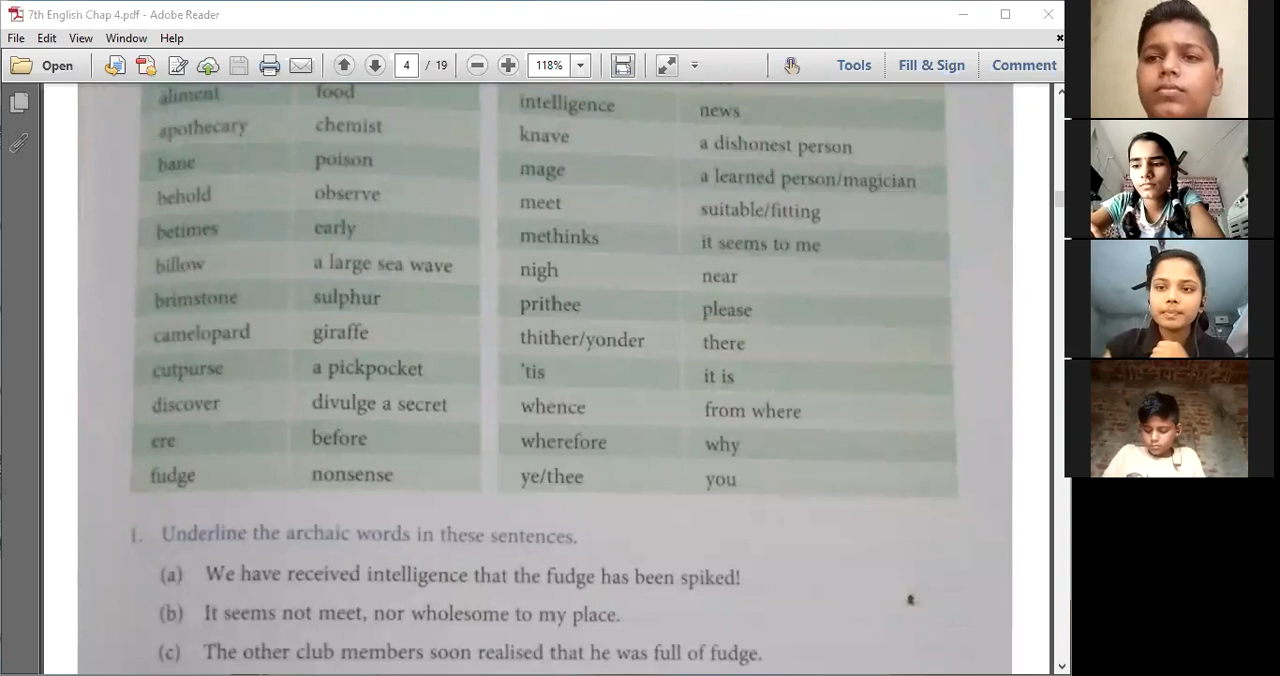 7th English Chap 4.pdf - Adobe Reader
File Edit View Window Help
Open 4 / 19 118% Tools Fill & Sign Comment
aliment food
apothecary chemist
bane poison
behold observe
betimes early
billow a large sea wave
brimstone sulphur
camelopard giraffe
cutpurse a pickpocket
discover divulge a secret
ere before
fudge nonsense
intelligence news
knave a dishonest person
mage a learned person/magician
meet suitable/fitting
methinks it seems to me
nigh near
prithee please
thither/yonder there
'tis it is
whence from where
wherefore why
ye/thee you
1. Underline the archaic words in these sentences.
(a) We have received intelligence that the fudge has been spiked!
(b) It seems not meet, nor wholesome to my place.
(c) The other club members soon realised that he was full of fudge.